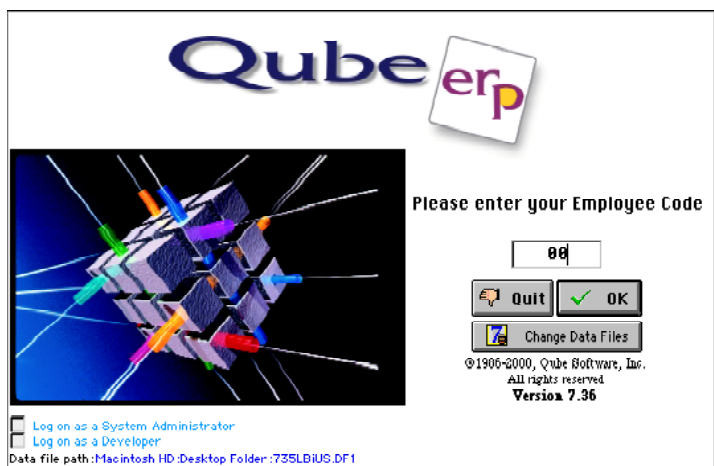 Qube erp
Please enter your Employee Code
00
Quit
OK
Change Data Files
©1986-2000, Qube Software, Inc.
All rights reserved
Version 7.36
Log on as a System Administrator
Log on as a Developer
Data file path:Macintosh HD:Desktop Folder:735LBiUS.DF1